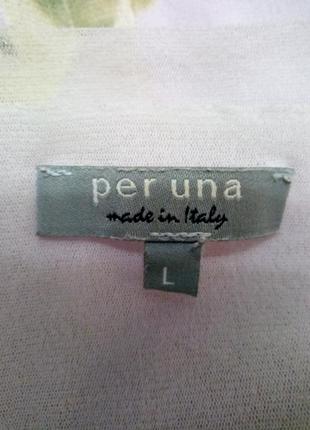 per una
made in Italy
L